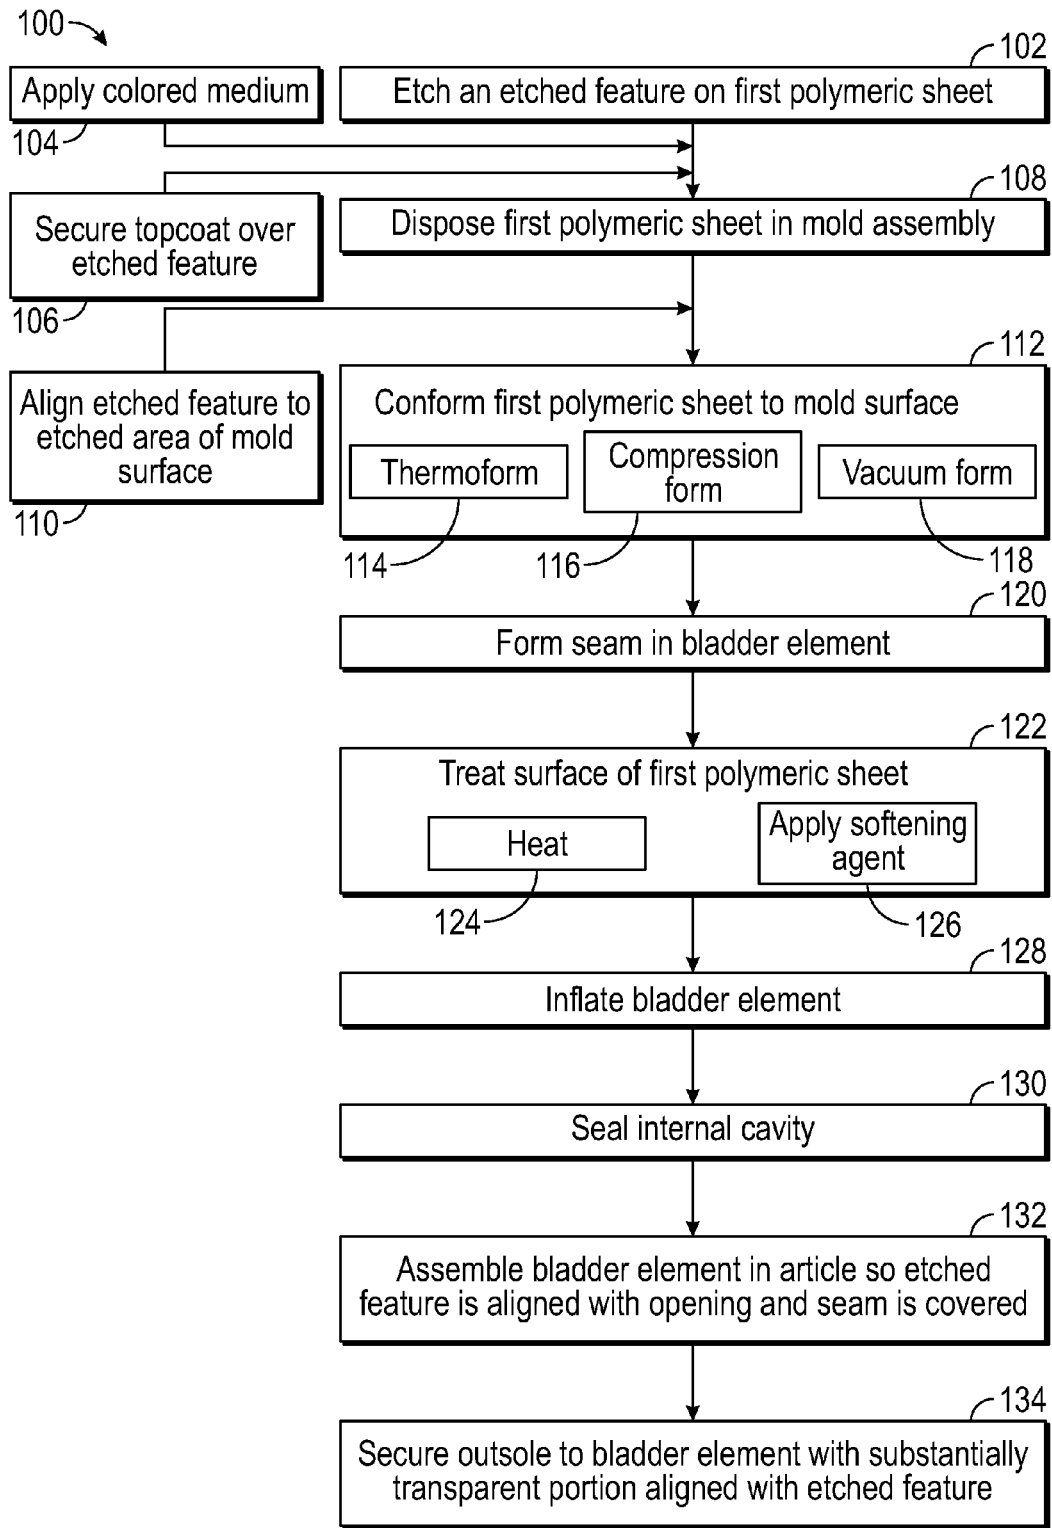 100
102
Apply colored medium
Etch an etched feature on first polymeric sheet
104
108
Secure topcoat over
etched feature
Dispose first polymeric sheet in mold assembly
106
112
Align etched feature to
etched area of mold
surface
Conform first polymeric sheet to mold surface
Thermoform
Compression
form
Vacuum form
110
114
116
118
120
Form seam in bladder element
122
Treat surface of first polymeric sheet
Heat
Apply softening
agent
124
126
128
Inflate bladder element
130
Seal internal cavity
132
Assemble bladder element in article so etched
feature is aligned with opening and seam is covered
134
Secure outsole to bladder element with substantially
transparent portion aligned with etched feature